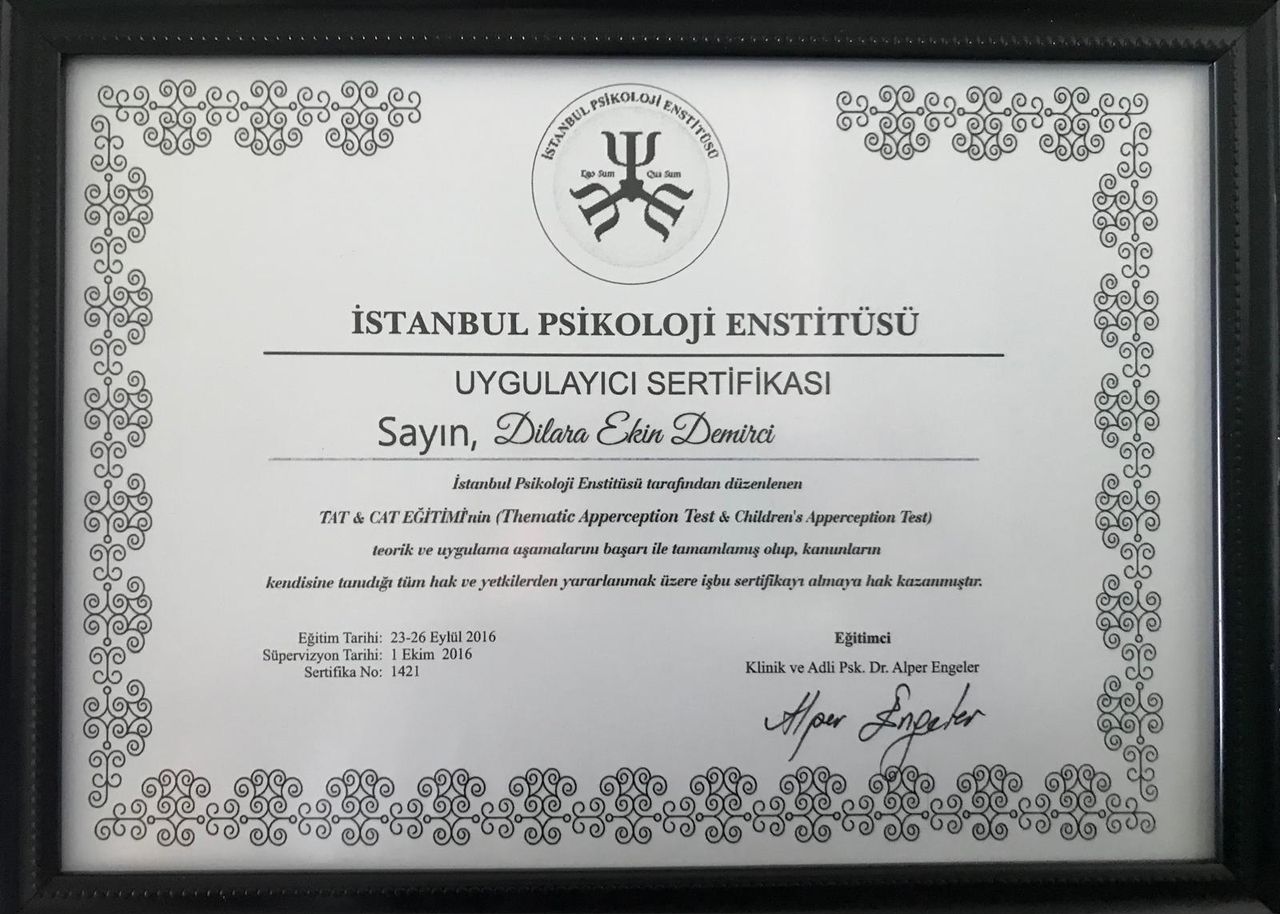 İSTANBUL PSİKOLOJİ ENSTİTÜSÜ
Ego Sum Qui Sum
İSTANBUL PSİKOLOJİ ENSTİTÜSÜ
UYGULAYICI SERTİFİKASI
Sayın, Dilara Ekin Demirci
İstanbul Psikoloji Enstitüsü tarafından düzenlenen
TAT & CAT EĞİTİMİ'nin (Thematic Apperception Test & Children's Apperception Test)
teorik ve uygulama aşamalarını başarı ile tamamlamış olup, kanunların
kendisine tanıdığı tüm hak ve yetkilerden yararlanmak üzere işbu sertifikayı almaya hak kazanmıştır.
Eğitim Tarihi: 23-26 Eylül 2016
Süpervizyon Tarihi: 1 Ekim 2016
Sertifika No: 1421
Eğitimci
Klinik ve Adli Psk. Dr. Alper Engeler
Alper Engeler